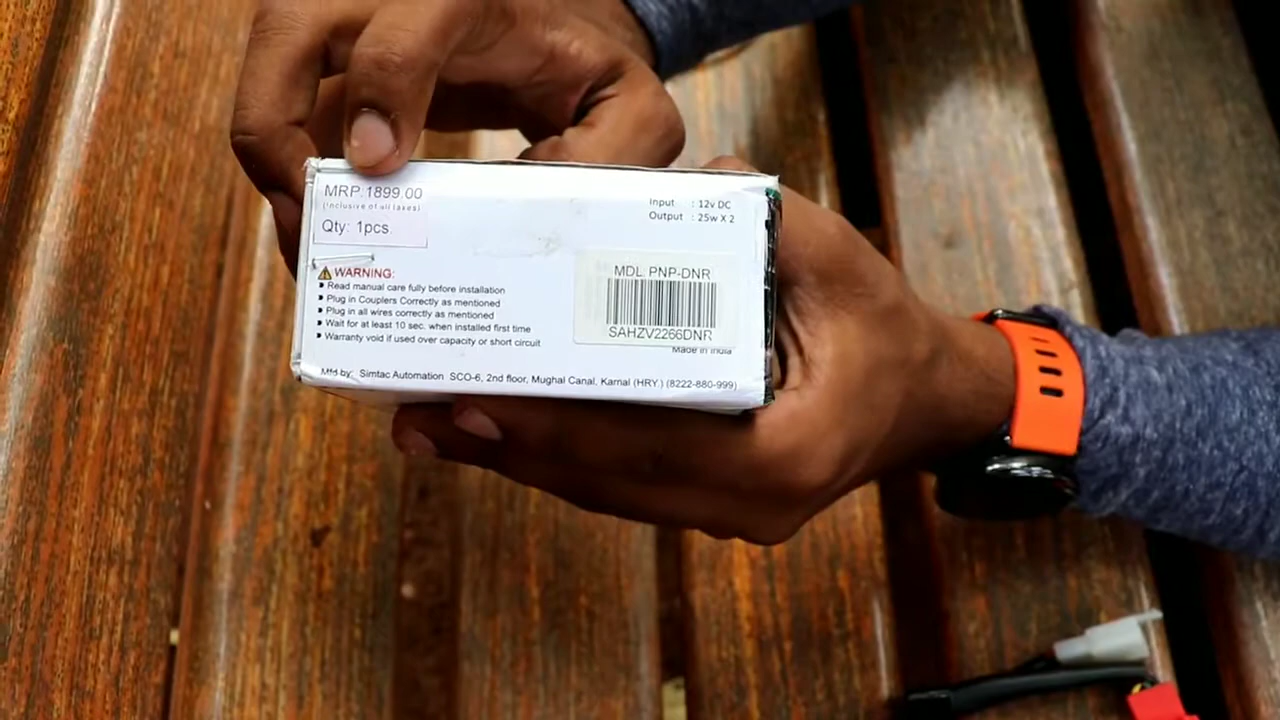 MRP:1899.00
(Inclusive of all taxes)
Qty: 1pcs.
Input : 12v DC
Output : 25w X 2
WARNING:
Read manual care fully before installation
Plug in Couplers Correctly as mentioned
Plug in all wires correctly as mentioned
Wait for at least 10 sec. when installed first time
Warranty void if used over capacity or short circuit
MDL PNP-DNR
SAHZV2266DNR
Made in India
Mfd by: Simtac Automation SCO-6, 2nd floor, Mughal Canal, Karnal (HRY.) (8222-880-999)